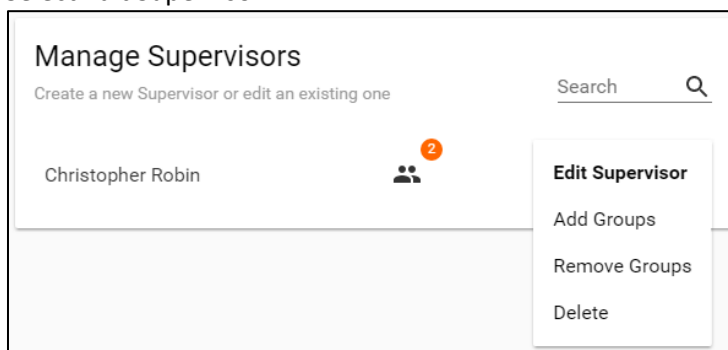 Manage Supervisors
Create a new Supervisor or edit an existing one
Search
Christopher Robin
2
Edit Supervisor
Add Groups
Remove Groups
Delete